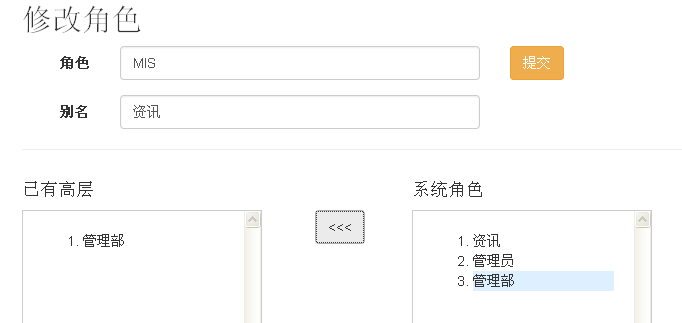 修改角色
角色 MIS 提交
别名 资讯
已有高层 系统角色
1. 管理部 <<< 1. 资讯
2. 管理员
3. 管理部